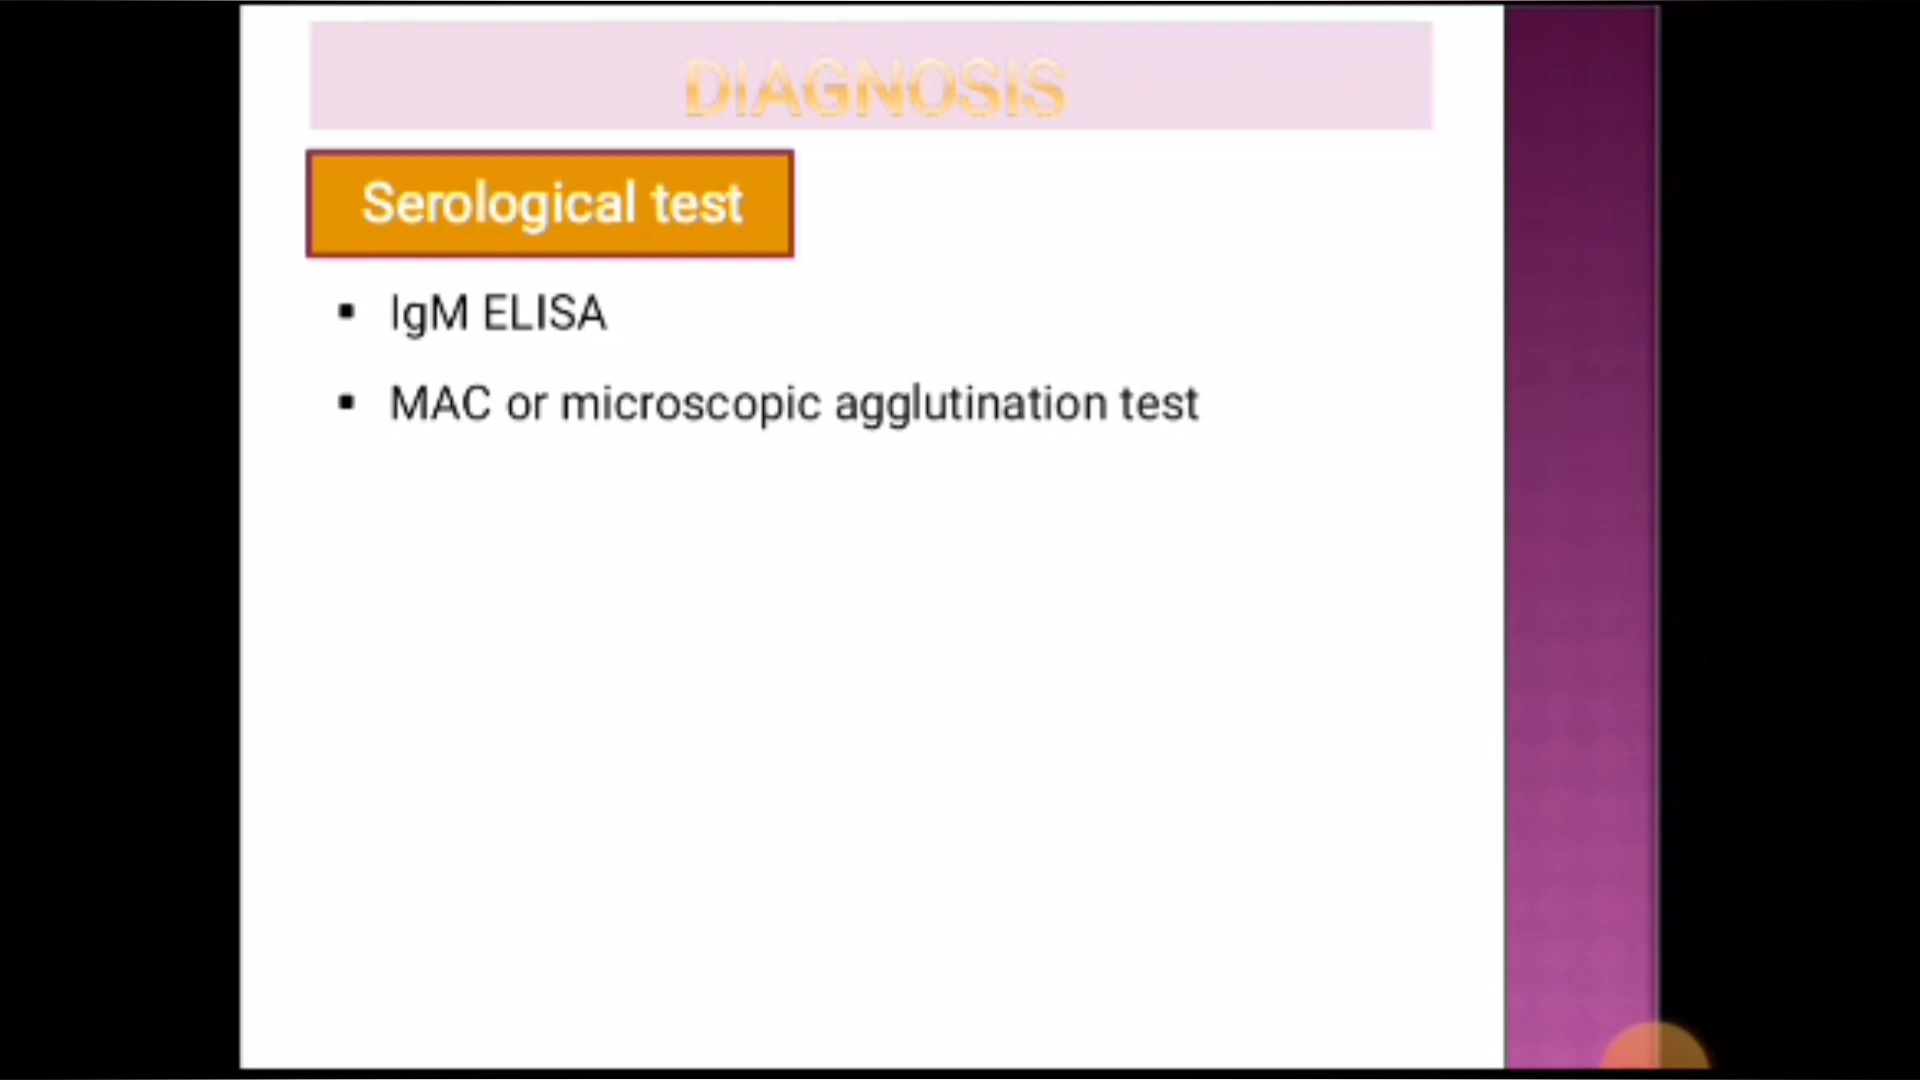 DIAGNOSIS
Serological test
▪ IgM ELISA
▪ MAC or microscopic agglutination test